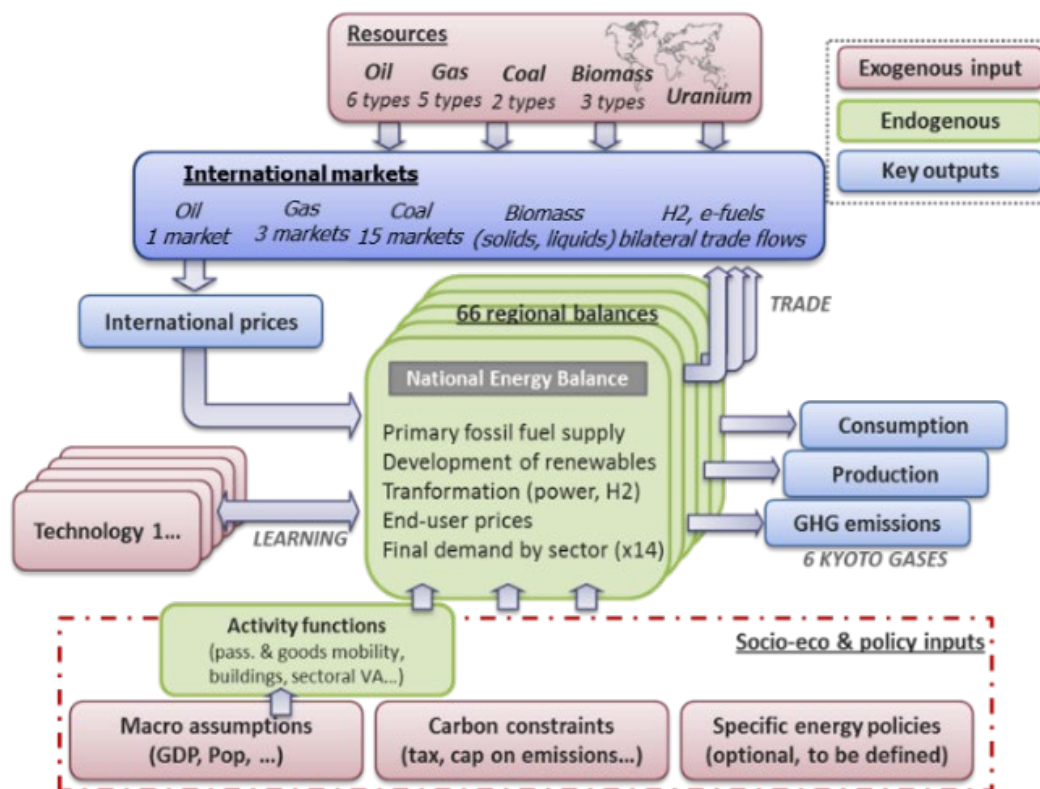 Resources
Oil
6 types
Gas
5 types
Coal
2 types
Biomass
3 types
Uranium
Exogenous input
Endogenous
Key outputs
International markets
Oil
1 market
Gas
3 markets
Coal
15 markets
Biomass
(solids, liquids)
H2, e-fuels
bilateral trade flows
International prices
TRADE
66 regional balances
National Energy Balance
Primary fossil fuel supply
Development of renewables
Tranformation (power, H2)
End-user prices
Final demand by sector (x14)
Technology 1...
LEARNING
Consumption
Production
GHG emissions
6 KYOTO GASES
Activity functions
(pass. & goods mobility,
buildings, sectoral VA...)
Socio-eco & policy inputs
Macro assumptions
(GDP, Pop, ...)
Carbon constraints
(tax, cap on emissions...)
Specific energy policies
(optional, to be defined)